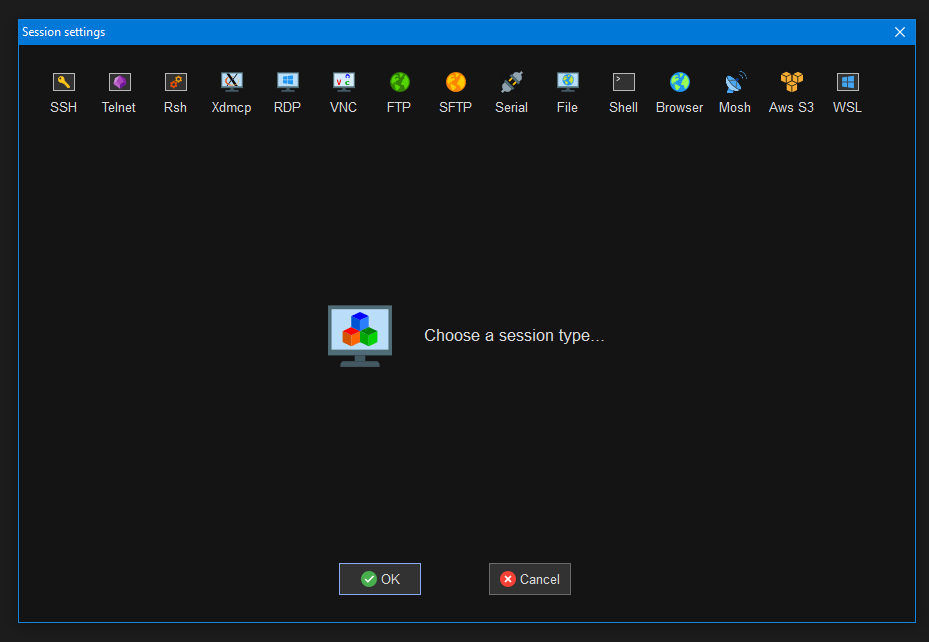 Session settings
SSH Telnet Rsh Xdmcp RDP VNC FTP SFTP Serial File Shell Browser Mosh Aws S3 WSL
Choose a session type...
OK Cancel